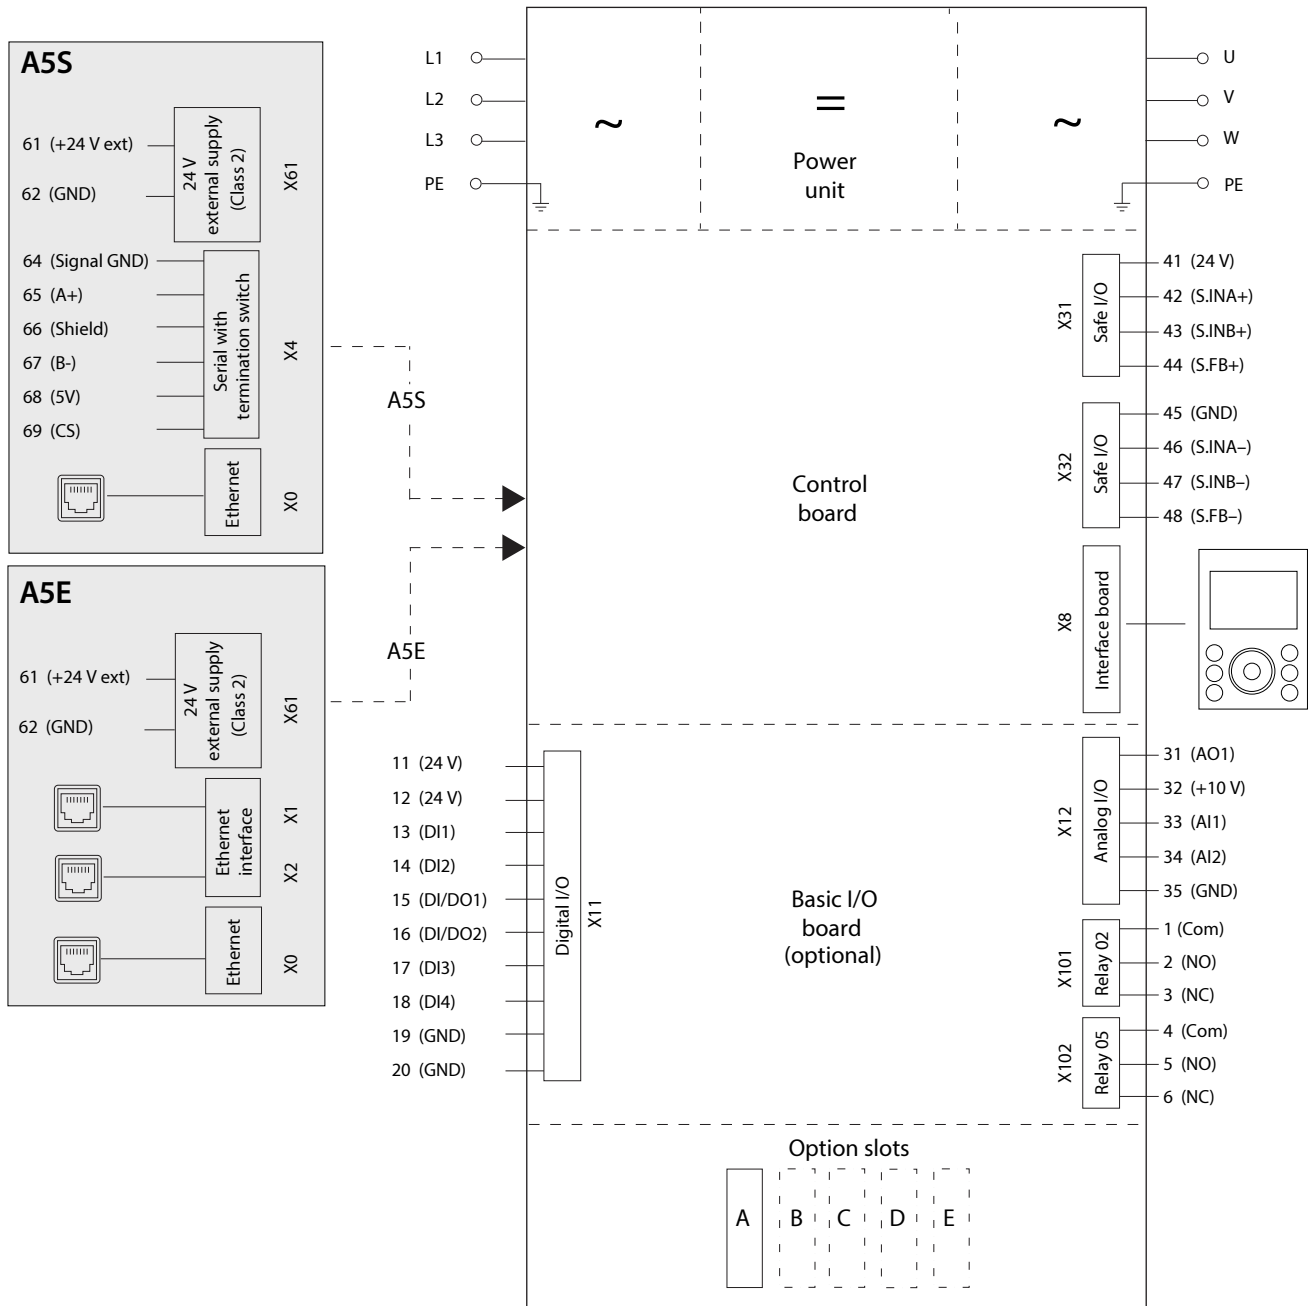 A5S
61 (+24 V ext)
62 (GND)
24 V
external supply
(Class 2)
X61
64 (Signal GND)
65 (A+)
66 (Shield)
67 (B-)
68 (5V)
69 (CS)
Serial with
termination switch
X4
Ethernet
X0
A5E
61 (+24 V ext)
62 (GND)
24 V
external supply
(Class 2)
X61
Ethernet
interface
X1
X2
Ethernet
X0
A5S
A5E
L1
L2
L3
PE
~
=
~
Power
unit
U
V
W
PE
Control
board
X31
Safe I/O
41 (24 V)
42 (S.INA+)
43 (S.INB+)
44 (S.FB+)
X32
Safe I/O
45 (GND)
46 (S.INA–)
47 (S.INB–)
48 (S.FB–)
X8
Interface board
11 (24 V)
12 (24 V)
13 (DI1)
14 (DI2)
15 (DI/DO1)
16 (DI/DO2)
17 (DI3)
18 (DI4)
19 (GND)
20 (GND)
Digital I/O
X11
Basic I/O
board
(optional)
X12
Analog I/O
31 (AO1)
32 (+10 V)
33 (AI1)
34 (AI2)
35 (GND)
X101
Relay 02
1 (Com)
2 (NO)
3 (NC)
X102
Relay 05
4 (Com)
5 (NO)
6 (NC)
Option slots
A B C D E